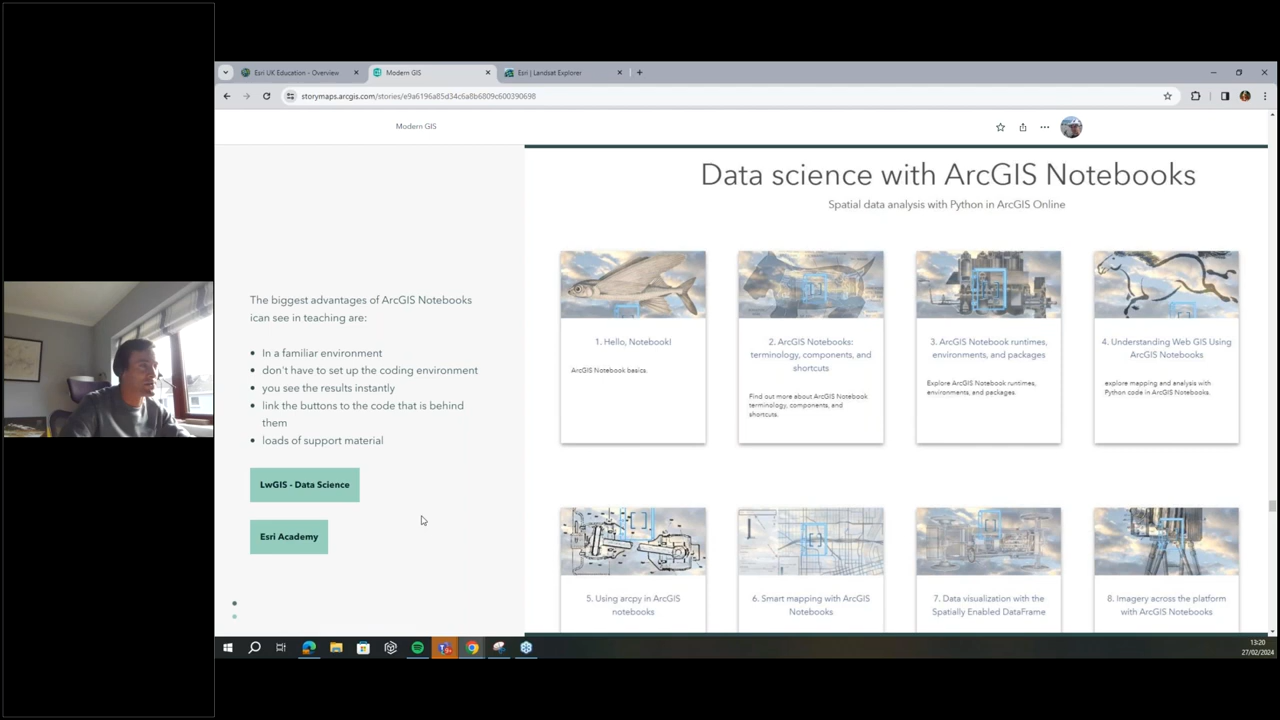 Esri UK Education - Overview
Modern GIS
Esri | Landsat Explorer
storymaps.arcgis.com/stories/e9a6196a85d34c6a8b6809c600390698
Modern GIS
The biggest advantages of ArcGIS Notebooks
ican see in teaching are:
• In a familiar environment
• don't have to set up the coding environment
• you see the results instantly
• link the buttons to the code that is behind
them
• loads of support material
LwGIS - Data Science
Esri Academy
Data science with ArcGIS Notebooks
Spatial data analysis with Python in ArcGIS Online
1. Hello, Notebook!
ArcGIS Notebook basics.
2. ArcGIS Notebooks:
terminology, components, and
shortcuts
Find out more about ArcGIS Notebook
terminology, components, and
shortcuts.
3. ArcGIS Notebook runtimes,
environments, and packages
Explore ArcGIS Notebook runtimes,
environments, and packages.
4. Understanding Web GIS Using
ArcGIS Notebooks
explore mapping and analysis with
Python code in ArcGIS Notebooks.
5. Using arcpy in ArcGIS
notebooks
6. Smart mapping with ArcGIS
Notebooks
7. Data visualization with the
Spatially Enabled DataFrame
8. Imagery across the platform
with ArcGIS Notebooks
13:20
27/02/2024